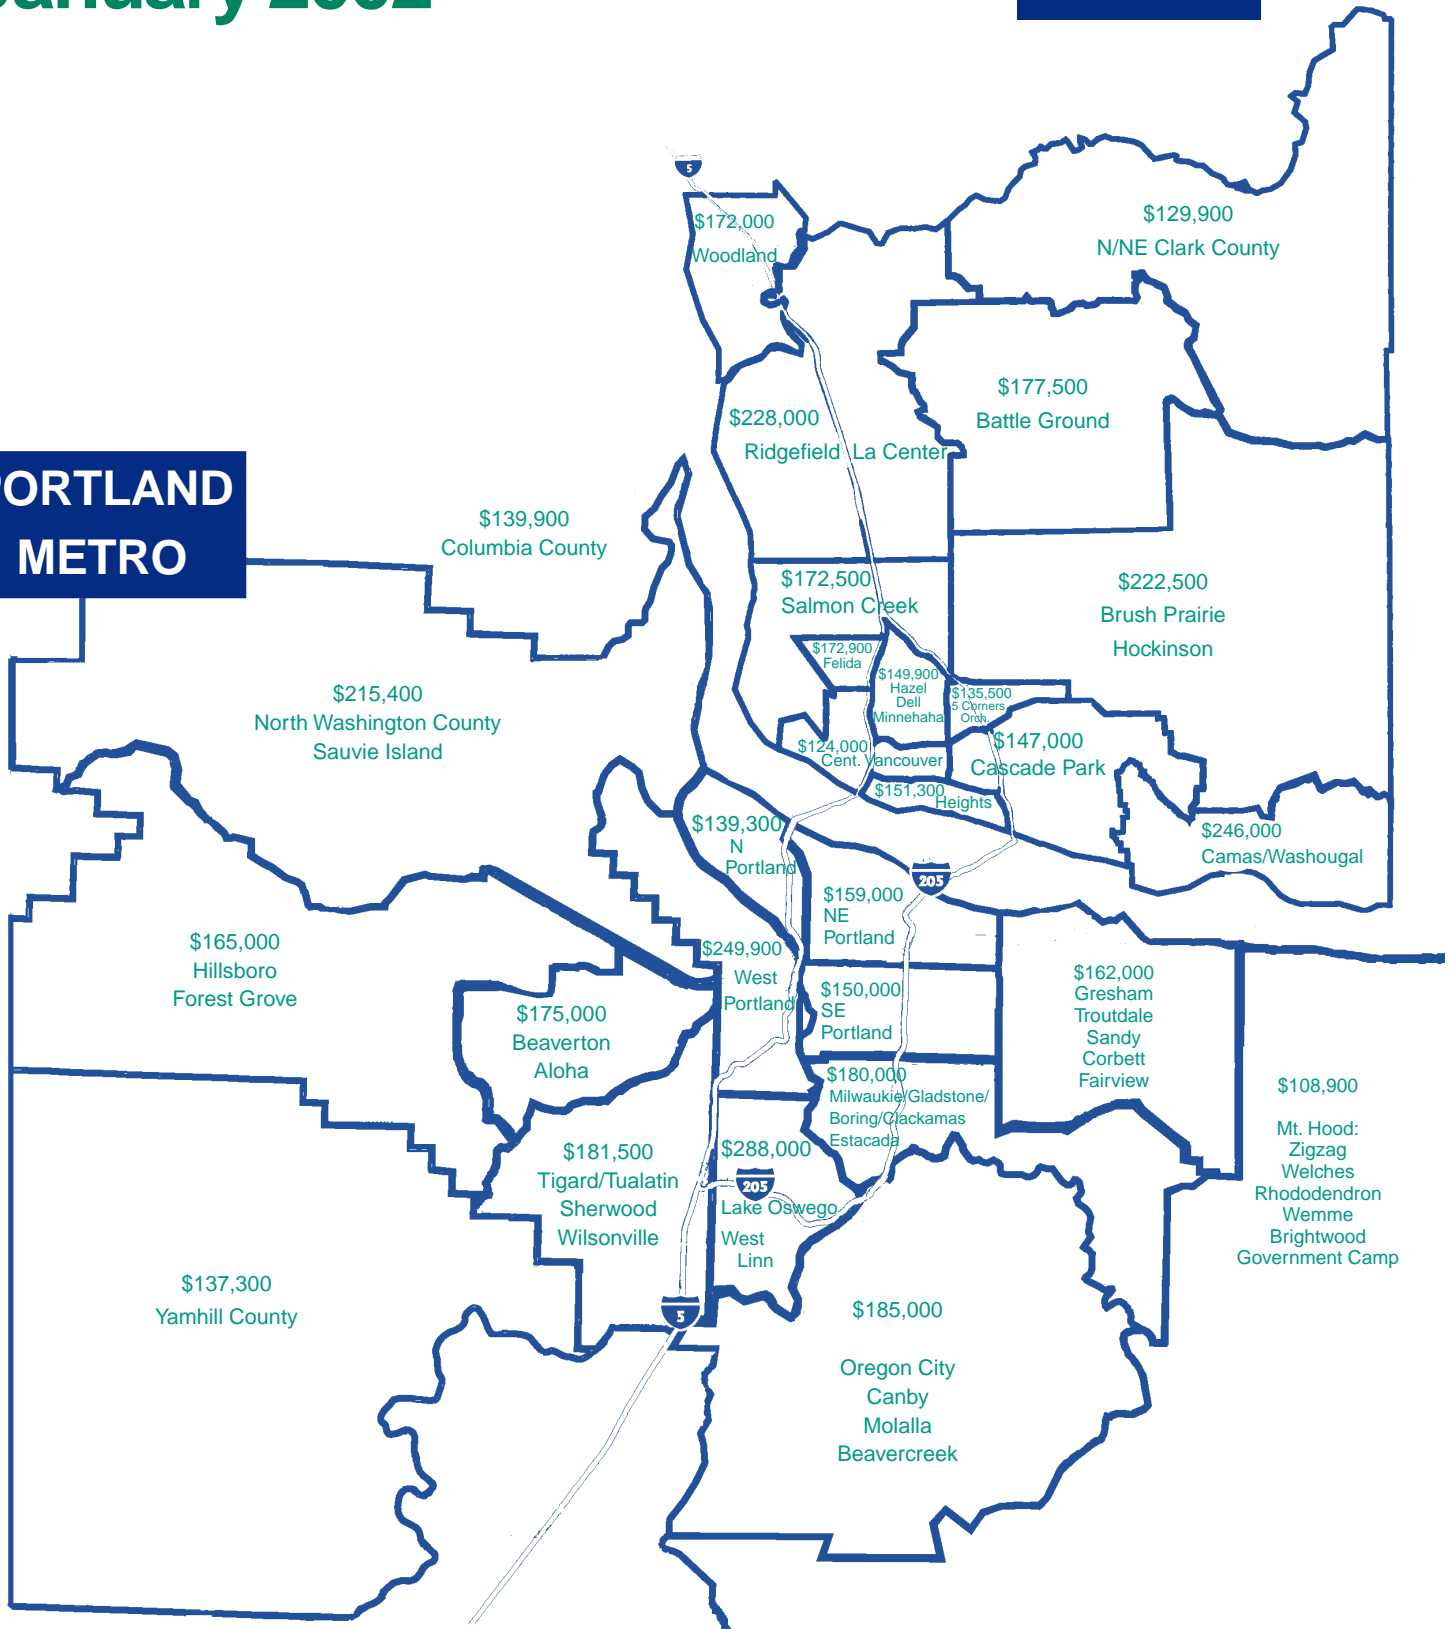 January 2002
5
$172,000
Woodland
$129,900
N/NE Clark County
$177,500
Battle Ground
$228,000
Ridgefield La Center
PORTLAND
METRO
$139,900
Columbia County
$172,500
Salmon Creek
$222,500
Brush Prairie
Hockinson
$172,900
Felida
$149,900
Hazel
Dell
Minnehaha
$135,500
5 Corners
Orch.
$215,400
North Washington County
Sauvie Island
$124,000
Cent. Vancouver
$147,000
Cascade Park
$151,300
Heights
$139,300
N
Portland
$246,000
Camas/Washougal
205
$159,000
NE
Portland
$165,000
Hillsboro
Forest Grove
$249,900
West
Portland
$150,000
SE
Portland
$162,000
Gresham
Troutdale
Sandy
Corbett
Fairview
$175,000
Beaverton
Aloha
$180,000
Milwaukie/Gladstone/
Boring/Clackamas
Estacada
$108,900
Mt. Hood:
Zigzag
Welches
Rhododendron
Wemme
Brightwood
Government Camp
$181,500
Tigard/Tualatin
Sherwood
Wilsonville
$288,000
205
Lake Oswego
West
Linn
$137,300
Yamhill County
5
$185,000
Oregon City
Canby
Molalla
Beavercreek